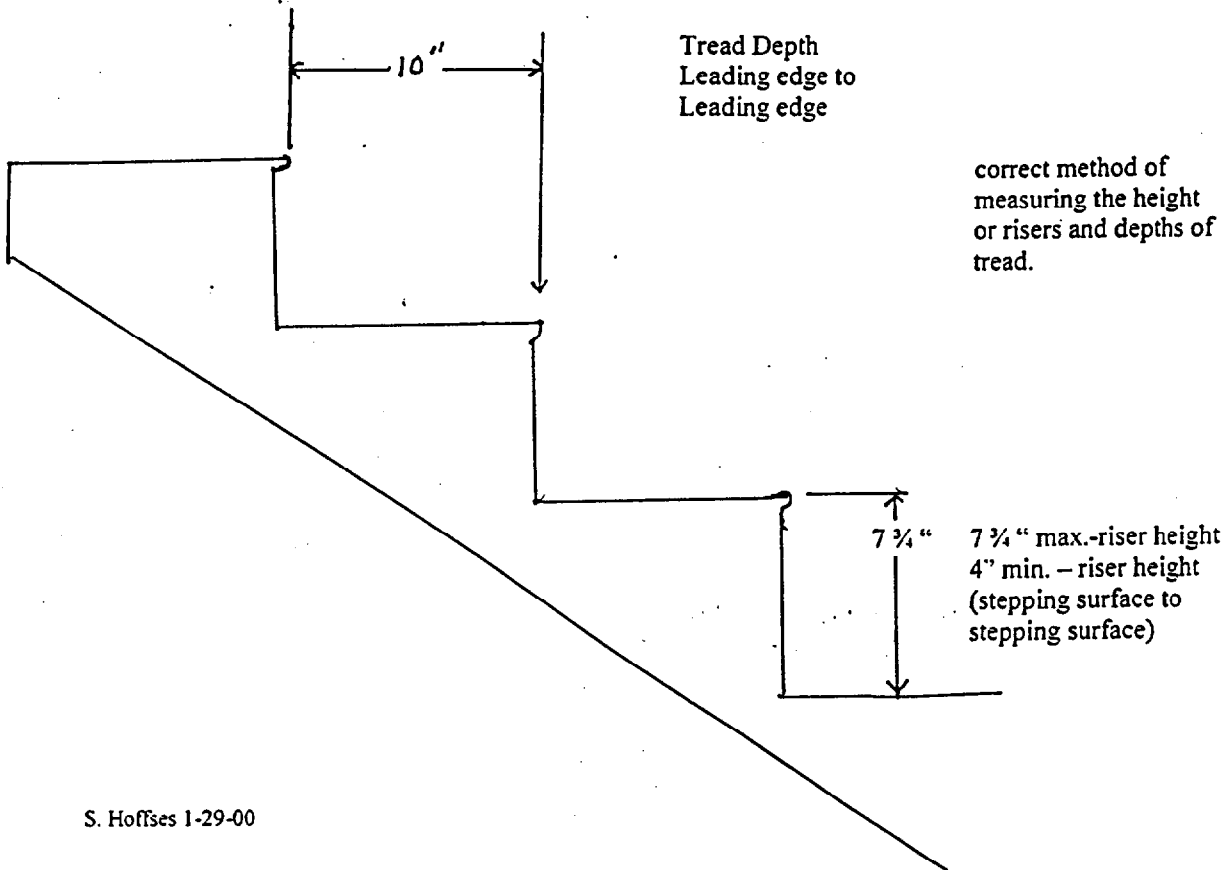 10"
Tread Depth
Leading edge to
Leading edge
correct method of
measuring the height
or risers and depths of
tread.
7 ¾ “
7 ¾ “ max.-riser height
4” min. – riser height
(stepping surface to
stepping surface)
S. Hoffses 1-29-00